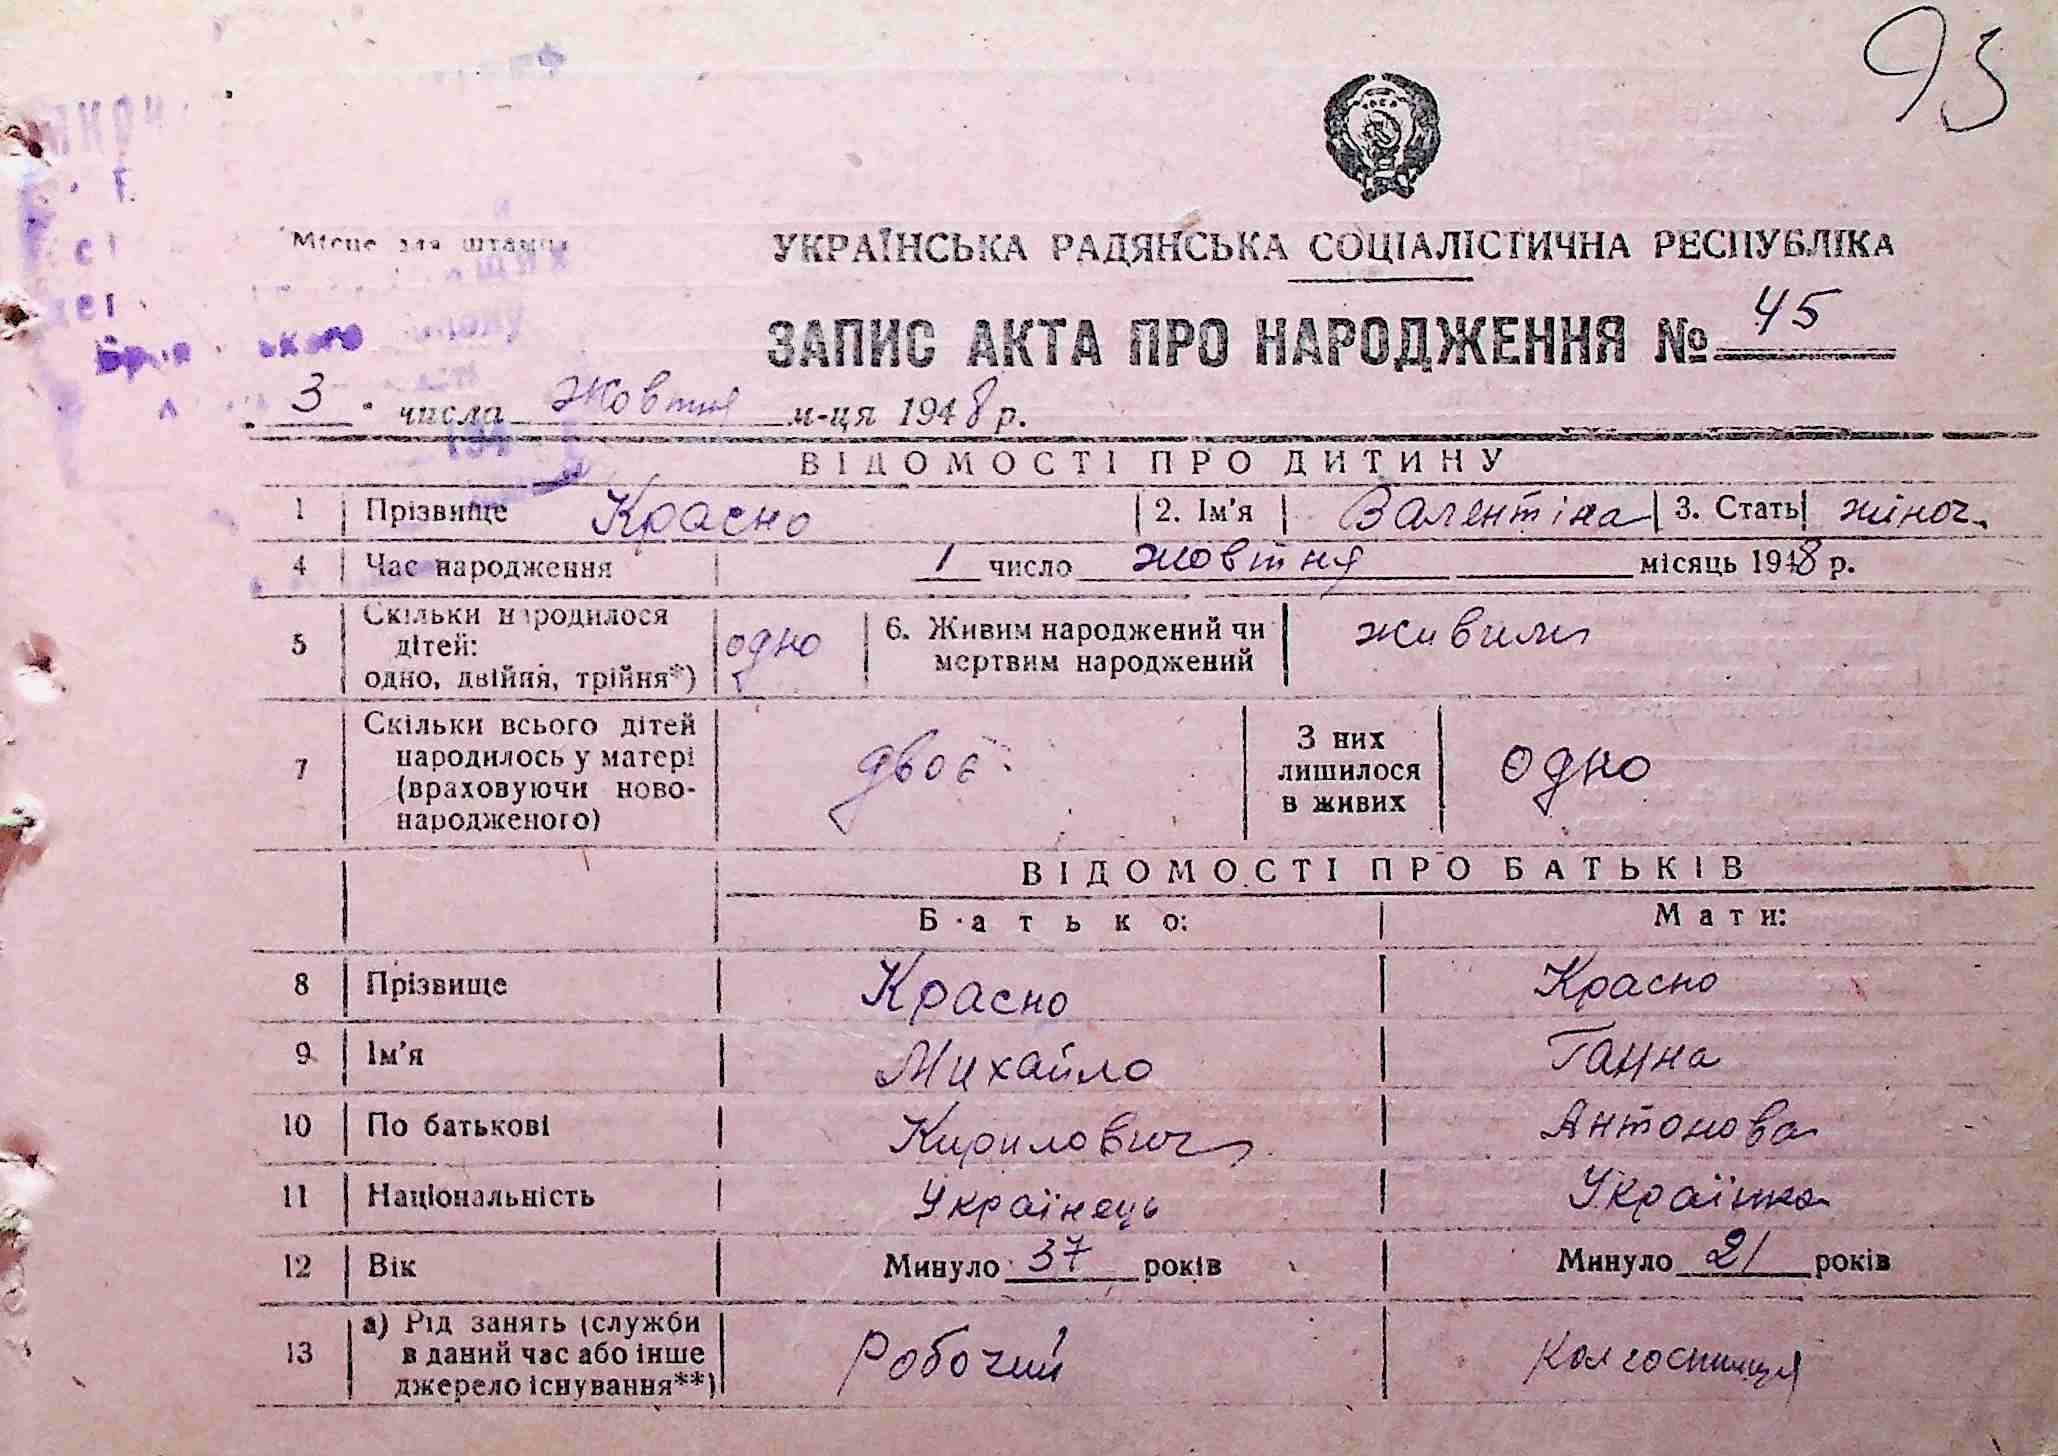 93
Місце для штампа
УКРАЇНСЬКА РАДЯНСЬКА СОЦІАЛІСТИЧНА РЕСПУБЛІКА
ЗАПИС АКТА ПРО НАРОДЖЕННЯ № 45
3 числа Жовтня м-ця 1948 р.
ВІДОМОСТІ ПРО ДИТИНУ
1 Прізвище Красно 2. Ім'я Валентіна 3. Стать жіноч.
4 Час народження 1 число жовтня місяць 1948 р.
5 Скільки народилося дітей: одно, двійня, трійня*) одно 6. Живим народжений чи мертвим народжений живим
7 Скільки всього дітей народилось у матері (враховуючи ново-народженого) двоє З них лишилося в живих одно
ВІДОМОСТІ ПРО БАТЬКІВ
Батько: Мати:
8 Прізвище Красно Красно
9 Ім'я Михайло Ганна
10 По батькові Кирилович Антонова
11 Національність Українець Українка
12 Вік Минуло 37 років Минуло 21 років
13 а) Рід занять (служби в даний час або інше джерело існування**) Робочий Колгоспниця